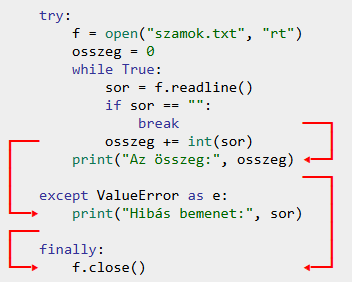 try:
    f = open("szamok.txt", "rt")
    osszeg = 0
    while True:
        sor = f.readline()
        if sor == "":
            break
        osszeg += int(sor)
    print("Az összeg:", osszeg)
except ValueError as e:
    print("Hibás bemenet:", sor)
finally:
    f.close()